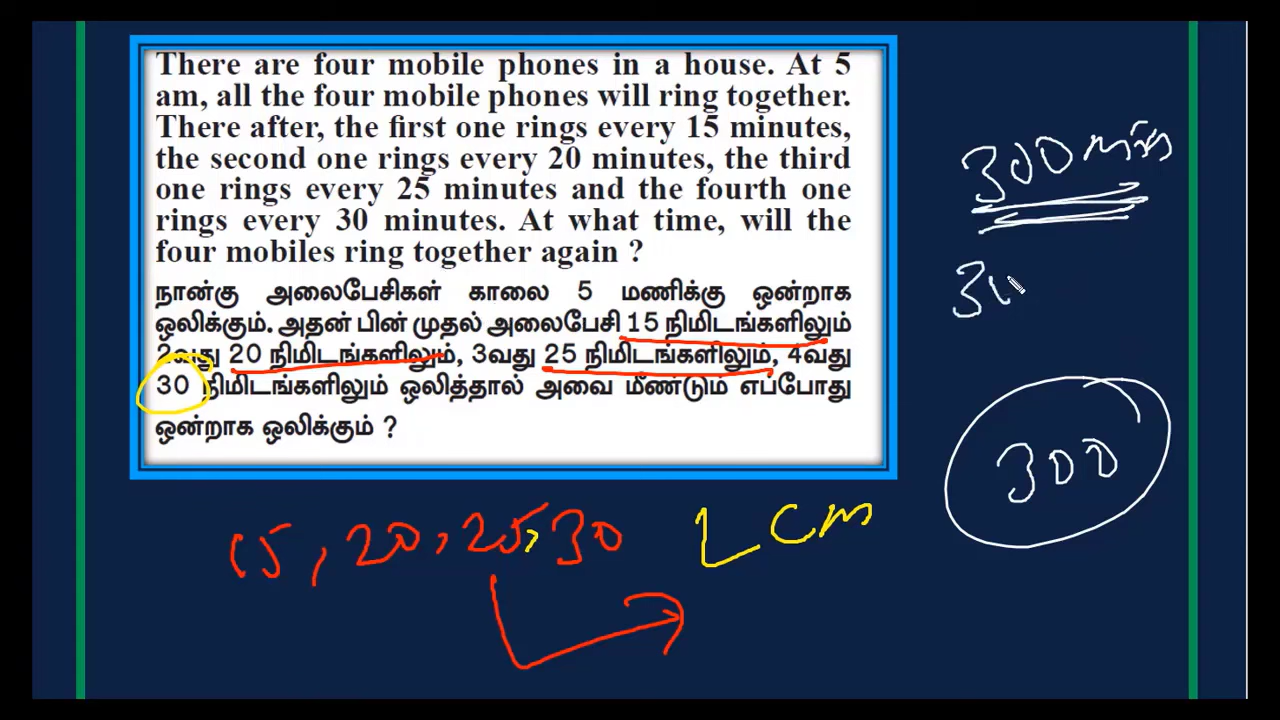 There are four mobile phones in a house. At 5
am, all the four mobile phones will ring together.
There after, the first one rings every 15 minutes,
the second one rings every 20 minutes, the third
one rings every 25 minutes and the fourth one
rings every 30 minutes. At what time, will the
four mobiles ring together again ?
நான்கு அலைபேசிகள் காலை 5 மணிக்கு ஒன்றாக
ஒலிக்கும். அதன் பின் முதல் அலைபேசி 15 நிமிடங்களிலும்
2வது 20 நிமிடங்களிலும், 3வது 25 நிமிடங்களிலும், 4வது
30 நிமிடங்களிலும் ஒலித்தால் அவை மீண்டும் எப்போது
ஒன்றாக ஒலிக்கும் ?
300 min
300
15, 20, 25, 30 LCM